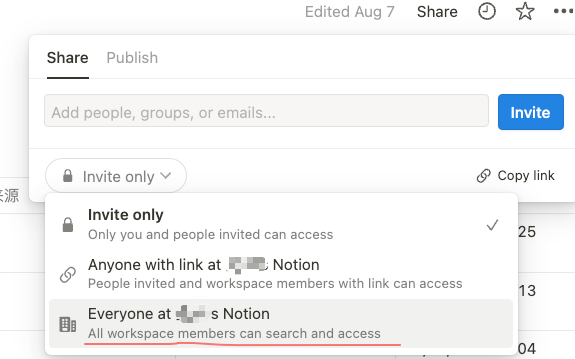 Edited Aug 7 Share
Share Publish
Add people, groups, or emails... Invite
Invite only Copy link
来源
Invite only
Only you and people invited can access
25
Anyone with link at Notion
People invited and workspace members with link can access
13
Everyone at s Notion
All workspace members can search and access
04